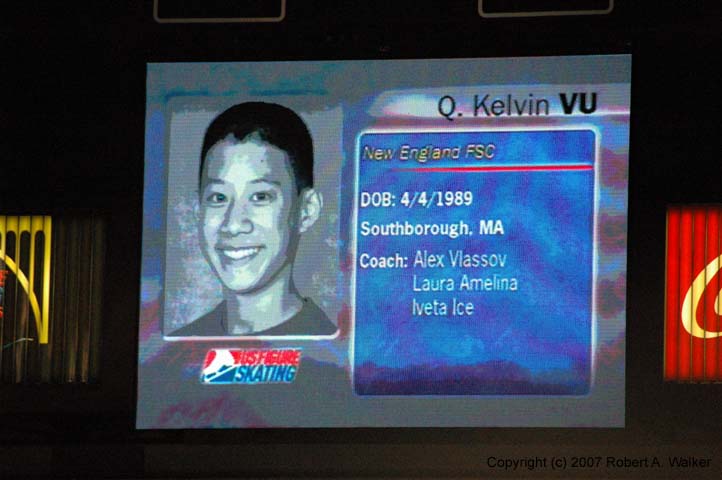 Q. Kelvin VU
New England FSC
DOB: 4/4/1989
Southborough, MA
Coach: Alex Vlassov
Laura Amelina
Iveta Ice
US FIGURE
SKATING
Copyright (c) 2007 Robert A. Walker